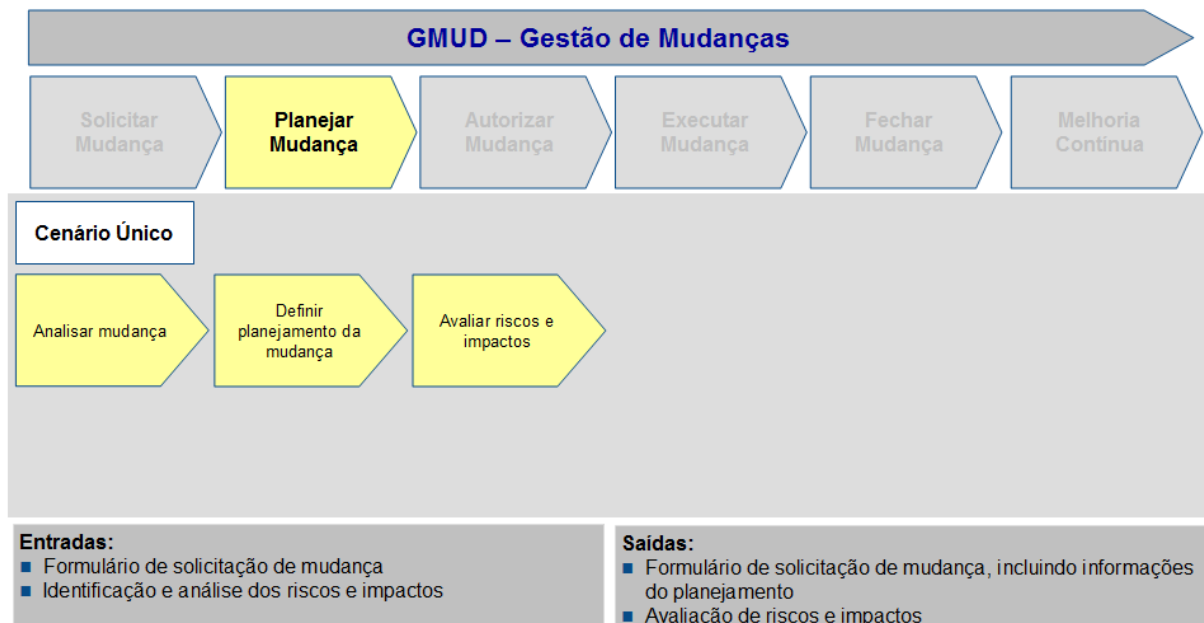 GMUD – Gestão de Mudanças
Solicitar
Mudança
Planejar
Mudança
Autorizar
Mudança
Executar
Mudança
Fechar
Mudança
Melhoria
Contínua
Cenário Único
Analisar mudança
Definir
planejamento da
mudança
Avaliar riscos e
impactos
Entradas:
Formulário de solicitação de mudança
Identificação e análise dos riscos e impactos
Saídas:
Formulário de solicitação de mudança, incluindo informações
do planejamento
Avaliação de riscos e impactos